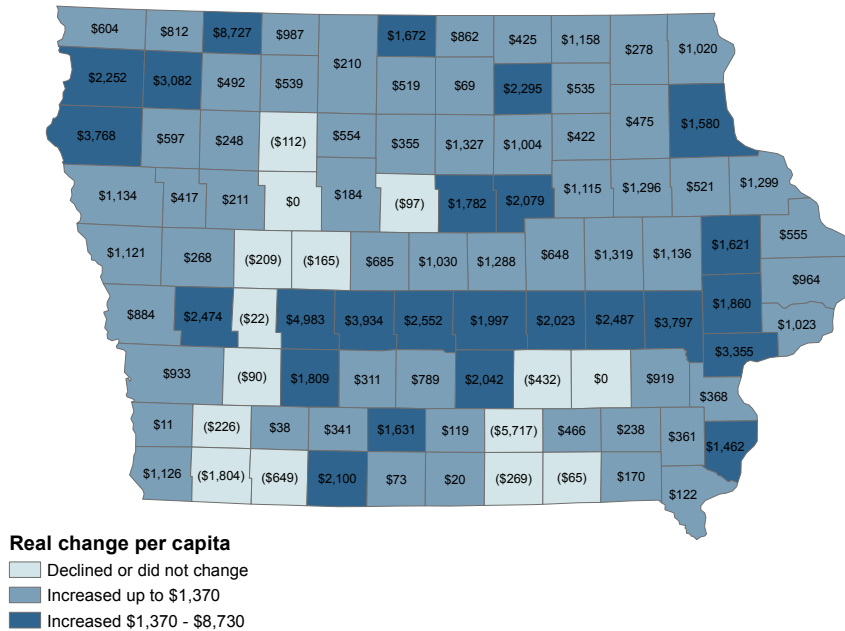 $604 $812 $8,727 $987 $210 $1,672 $862 $425 $1,158 $278 $1,020
$2,252 $3,082 $492 $539 $519 $69 $2,295 $535
$3,768 $597 $248 ($112) $554 $355 $1,327 $1,004 $422 $475 $1,580
$1,134 $417 $211 $0 $184 ($97) $1,782 $2,079 $1,115 $1,296 $521 $1,299
$1,121 $268 ($209) ($165) $685 $1,030 $1,288 $648 $1,319 $1,136 $1,621 $555
$964
$884 $2,474 ($22) $4,983 $3,934 $2,552 $1,997 $2,023 $2,487 $3,797 $1,860 $1,023
$3,355
$933 ($90) $1,809 $311 $789 $2,042 ($432) $0 $919 $368
$11 ($226) $38 $341 $1,631 $119 ($5,717) $466 $238 $361 $1,462
$1,126 ($1,804) ($649) $2,100 $73 $20 ($269) ($65) $170 $122
Real change per capita
Declined or did not change
Increased up to $1,370
Increased $1,370 - $8,730